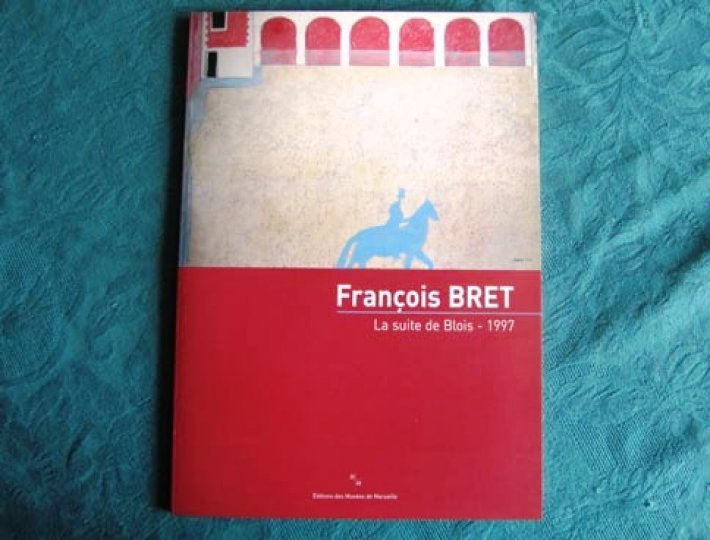 François BRET
La suite de Blois - 1997
Editions des Musées de Marseille